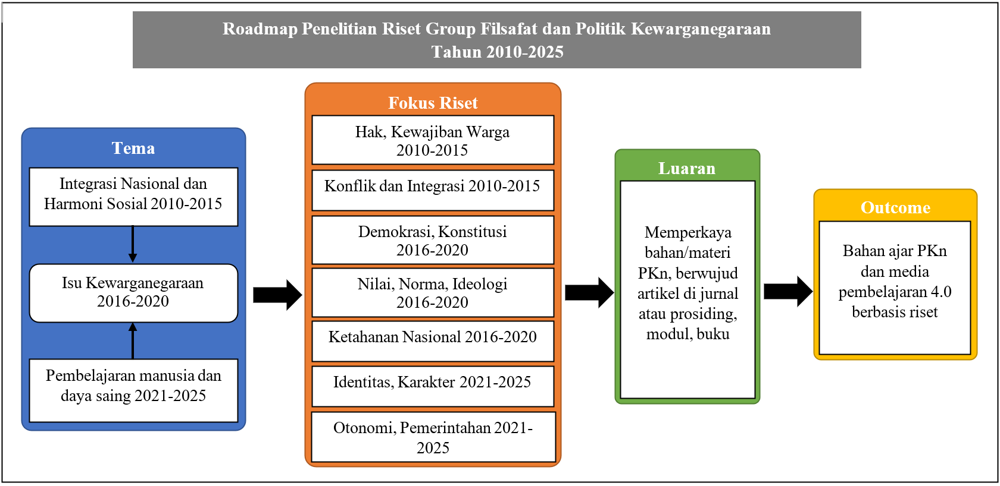 Roadmap Penelitian Riset Group Filsafat dan Politik Kewarganegaraan
Tahun 2010-2025
Tema
Integrasi Nasional dan
Harmoni Sosial 2010-2015
Isu Kewarganegaraan
2016-2020
Pembelajaran manusia dan
daya saing 2021-2025
Fokus Riset
Hak, Kewajiban Warga
2010-2015
Konflik dan Integrasi 2010-2015
Demokrasi, Konstitusi
2016-2020
Nilai, Norma, Ideologi
2016-2020
Ketahanan Nasional 2016-2020
Identitas, Karakter 2021-2025
Otonomi, Pemerintahan 2021-
2025
Luaran
Memperkaya
bahan/materi
PKn, berwujud
artikel di jurnal
atau prosiding,
modul, buku
Outcome
Bahan ajar PKn
dan media
pembelajaran 4.0
berbasis riset